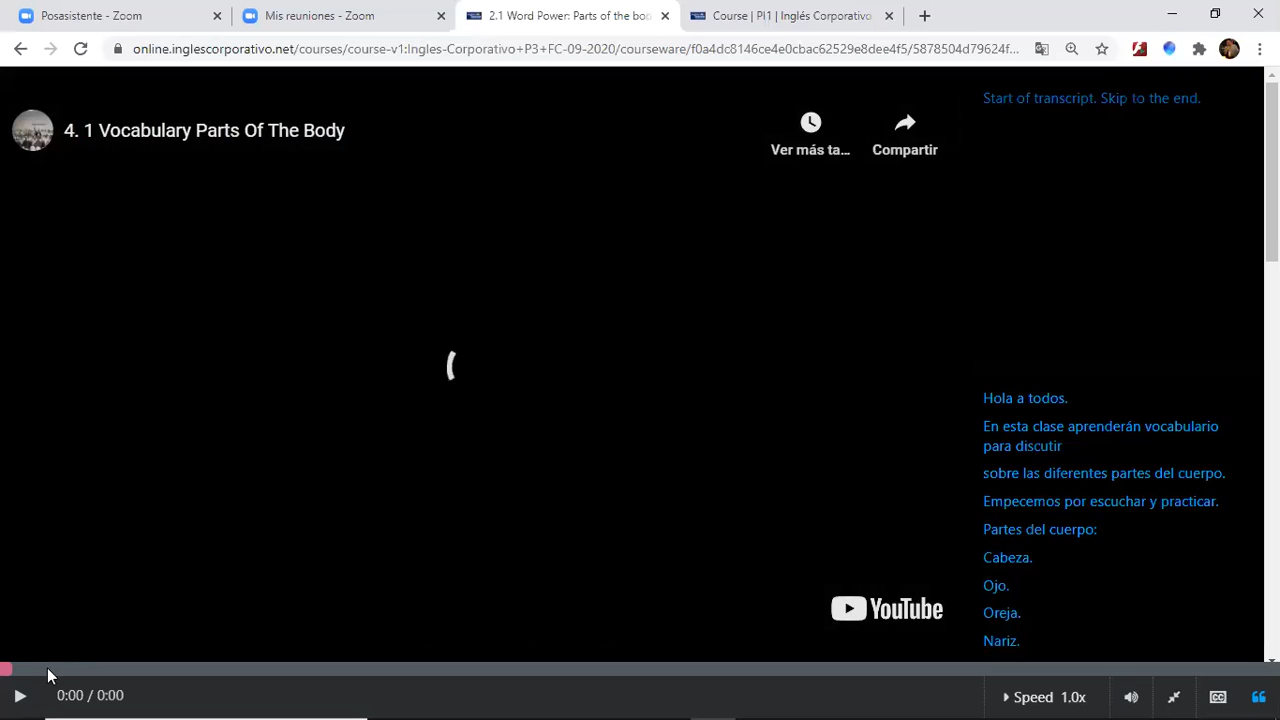 Posasistente - Zoom
Mis reuniones - Zoom
2.1 Word Power: Parts of the bo
Course | PI1 | Inglés Corporativo
online.inglescorporativo.net/courses/course-v1:Ingles-Corporativo+P3+FC-09-2020/courseware/f0a4dc8146ce4e0cbac62529e8dee4f5/5878504d79624f...
4. 1 Vocabulary Parts Of The Body
Ver más ta...
Compartir
Start of transcript. Skip to the end.
Hola a todos.
En esta clase aprenderán vocabulario
para discutir
sobre las diferentes partes del cuerpo.
Empecemos por escuchar y practicar.
Partes del cuerpo:
Cabeza.
Ojo.
Oreja.
Nariz.
YouTube
0:00 / 0:00
Speed 1.0x
CC